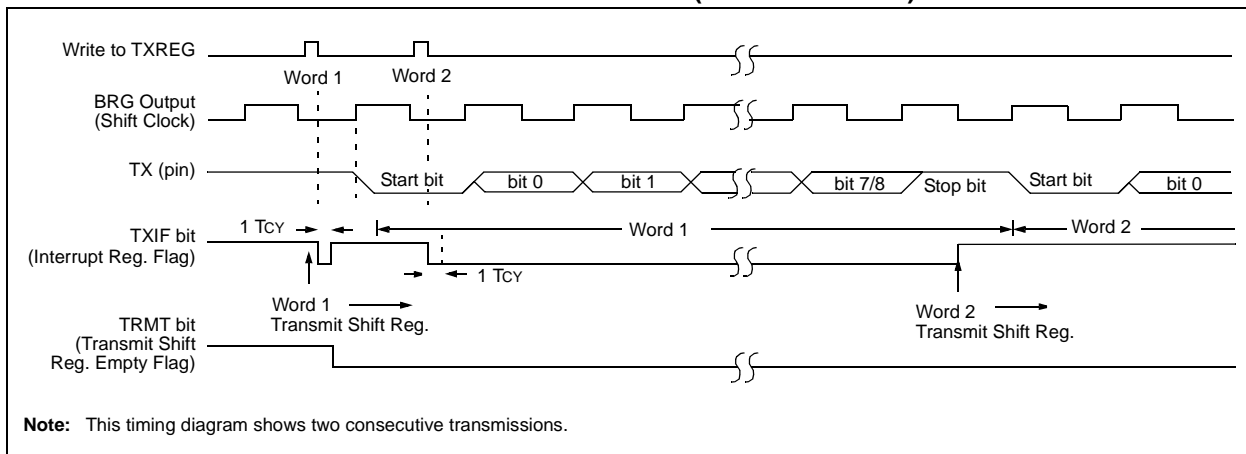 Write to TXREG
Word 1 Word 2
BRG Output
(Shift Clock)
TX (pin)
Start bit bit 0 bit 1 bit 7/8 Stop bit Start bit bit 0
1 TCY
Word 1 Word 2
TXIF bit
(Interrupt Reg. Flag)
1 TCY
Word 1
Transmit Shift Reg.
Word 2
Transmit Shift Reg.
TRMT bit
(Transmit Shift
Reg. Empty Flag)
Note: This timing diagram shows two consecutive transmissions.